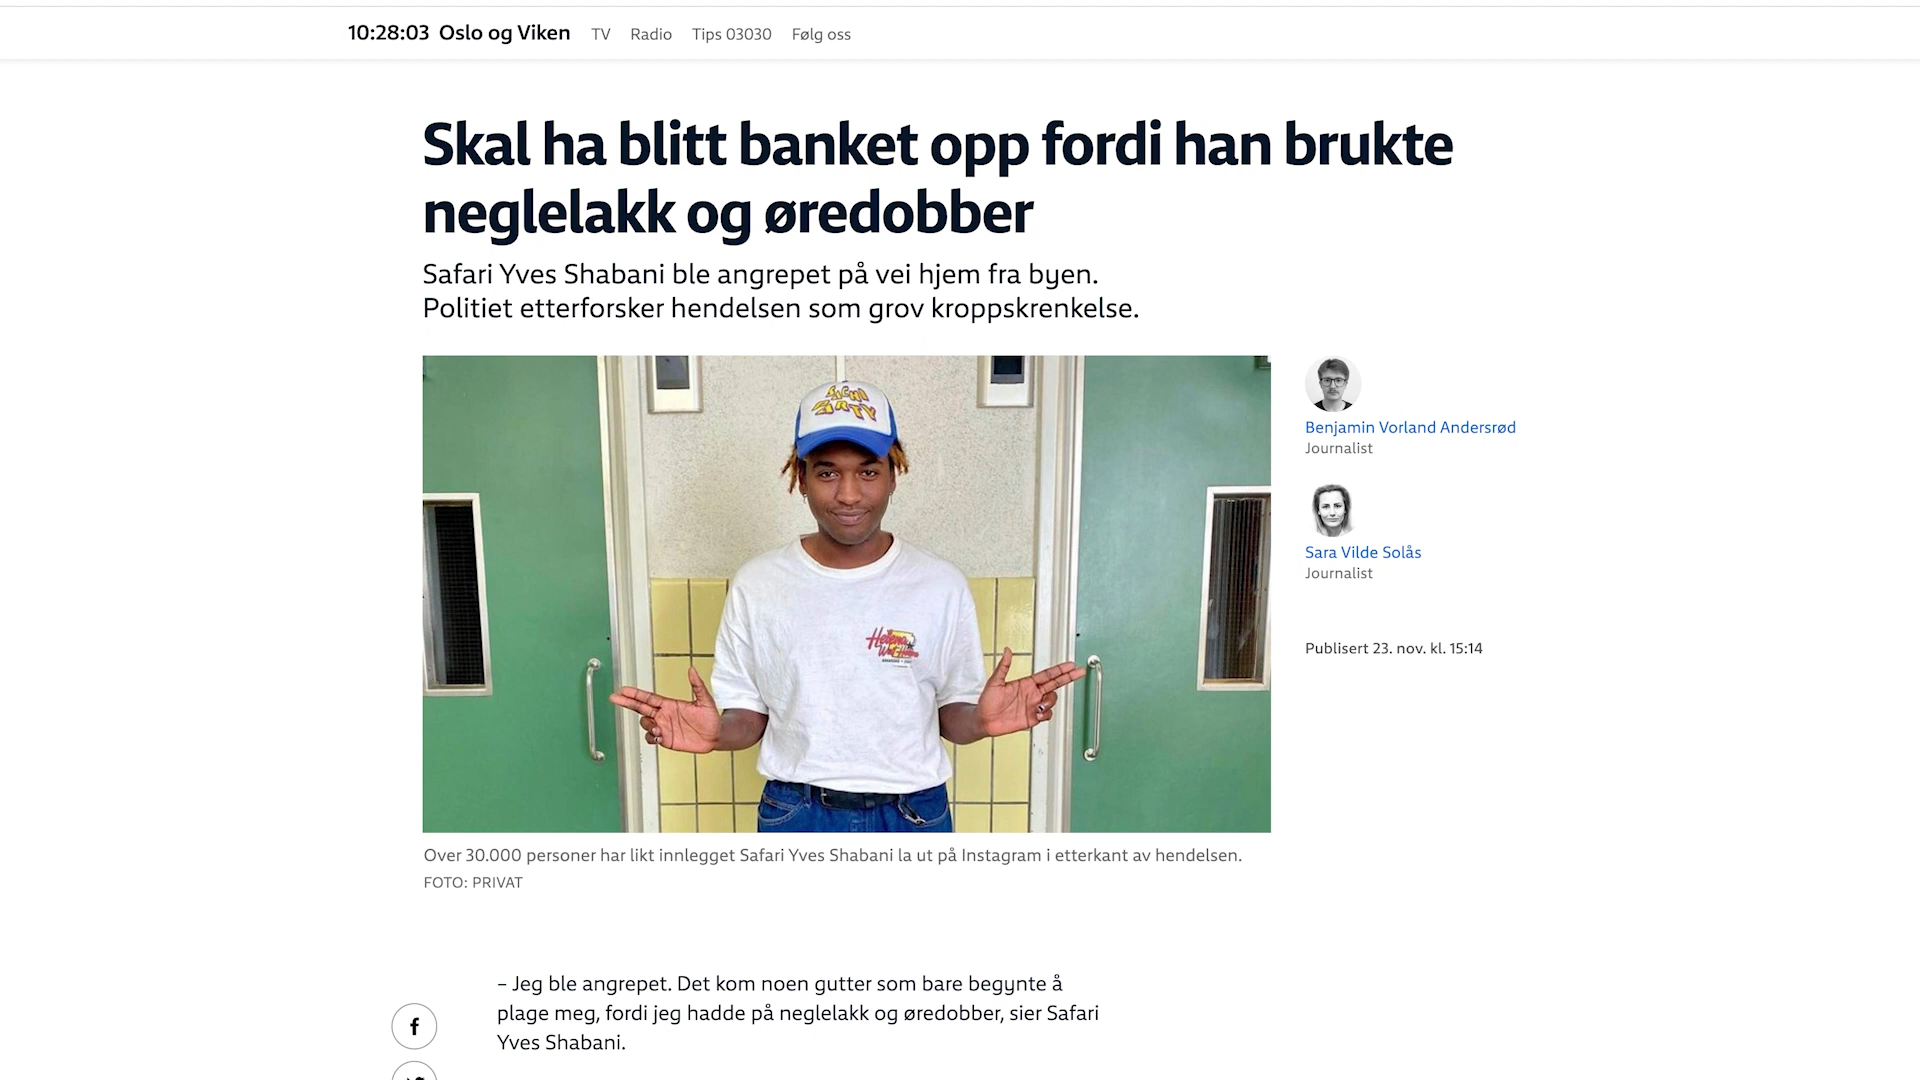 10:28:03 Oslo og Viken TV Radio Tips 03030 Følg oss
Skal ha blitt banket opp fordi han brukte
neglelakk og øredobber
Safari Yves Shabani ble angrepet på vei hjem fra byen.
Politiet etterforsker hendelsen som grov kroppskrenkelse.
PARTY
Benjamin Vorland Andersrød
Journalist
Sara Vilde Solås
Journalist
Publisert 23. nov. kl. 15:14
Over 30.000 personer har likt innlegget Safari Yves Shabani la ut på Instagram i etterkant av hendelsen.
FOTO: PRIVAT
– Jeg ble angrepet. Det kom noen gutter som bare begynte å
plage meg, fordi jeg hadde på neglelakk og øredobber, sier Safari
Yves Shabani.